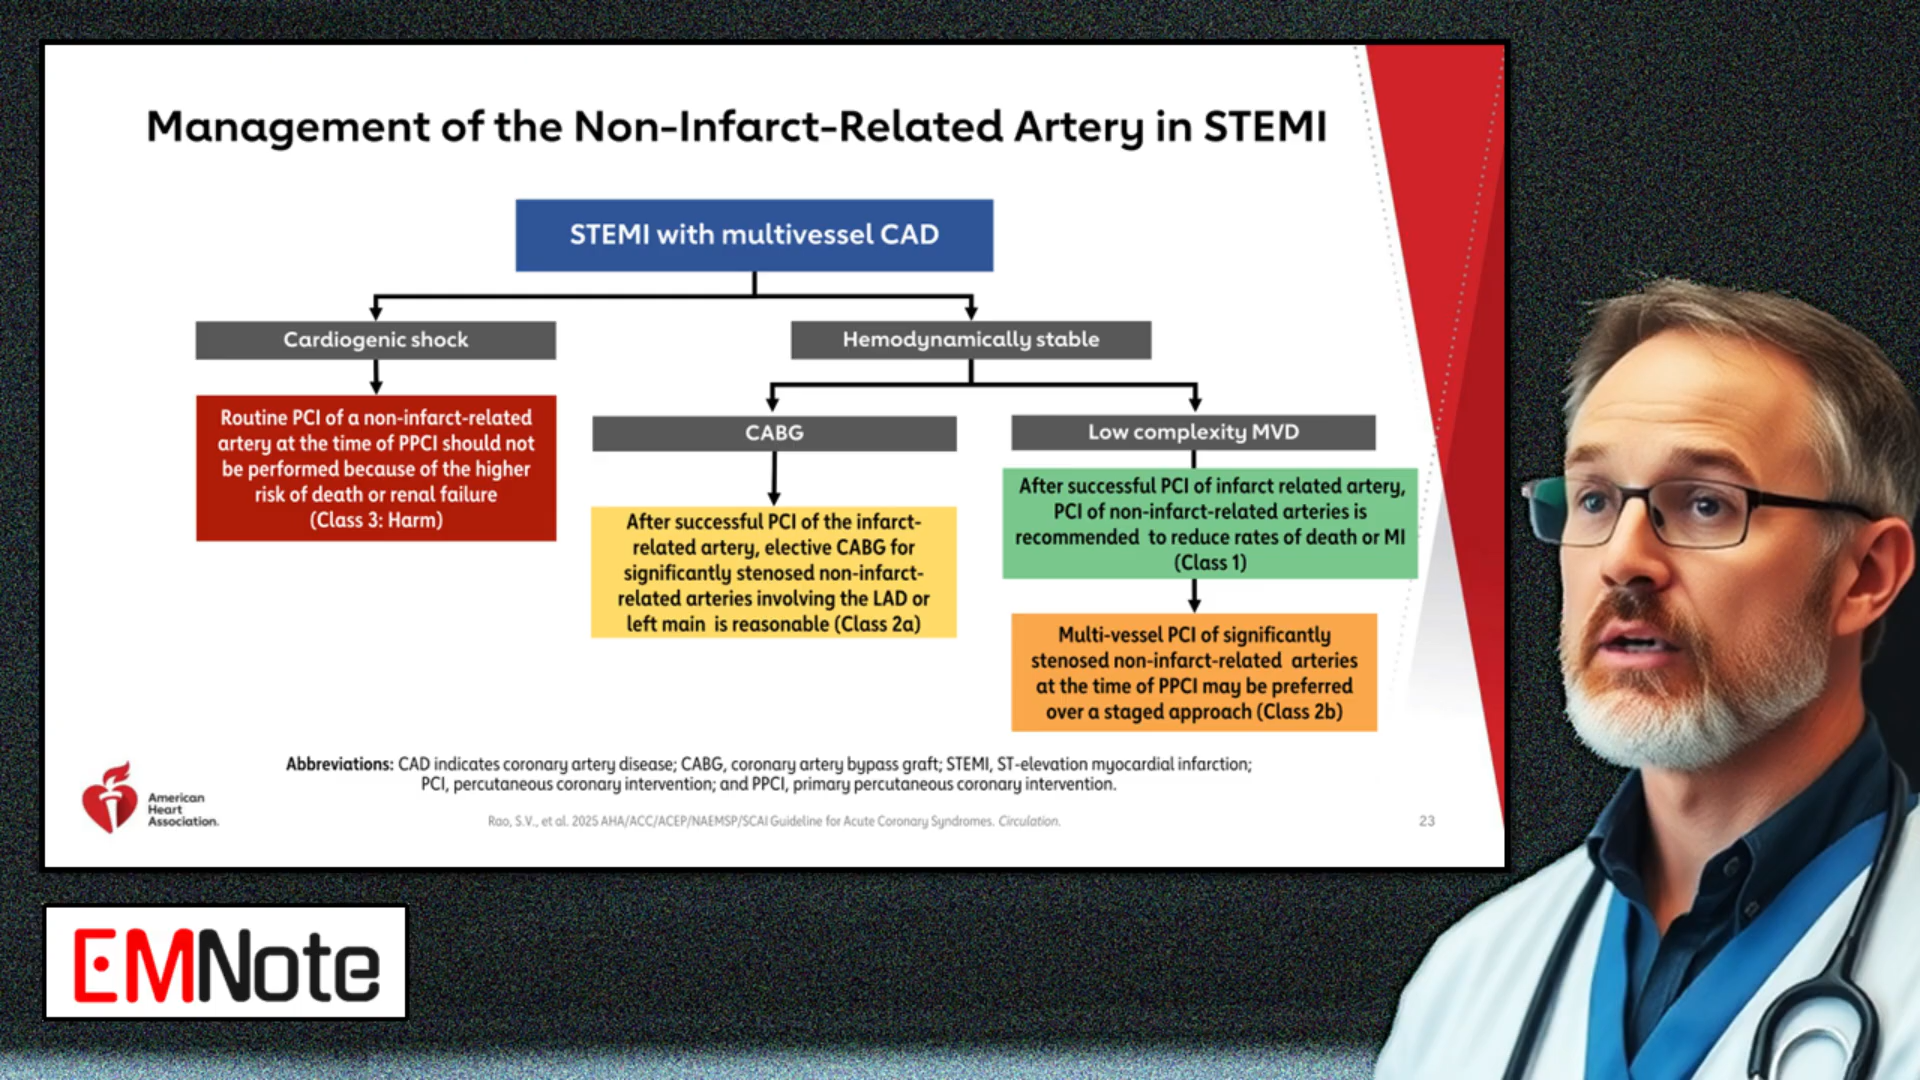 Management of the Non-Infarct-Related Artery in STEMI
STEMI with multivessel CAD
Cardiogenic shock
Hemodynamically stable
Routine PCI of a non-infarct-related
artery at the time of PPCI should not
be performed because of the higher
risk of death or renal failure
(Class 3: Harm)
CABG
Low complexity MVD
After successful PCI of the infarct-
related artery, elective CABG for
significantly stenosed non-infarct-
related arteries involving the LAD or
left main is reasonable (Class 2a)
After successful PCI of infarct related artery,
PCI of non-infarct-related arteries is
recommended to reduce rates of death or MI
(Class 1)
Multi-vessel PCI of significantly
stenosed non-infarct-related arteries
at the time of PPCI may be preferred
over a staged approach (Class 2b)
Abbreviations: CAD indicates coronary artery disease; CABG, coronary artery bypass graft; STEMI, ST-elevation myocardial infarction;
PCI, percutaneous coronary intervention; and PPCI, primary percutaneous coronary intervention.
American
Heart
Association.
Rao, S.V., et al. 2025 AHA/ACC/ACEP/NAEMSP/SCAI Guideline for Acute Coronary Syndromes. Circulation.
23
EMNote